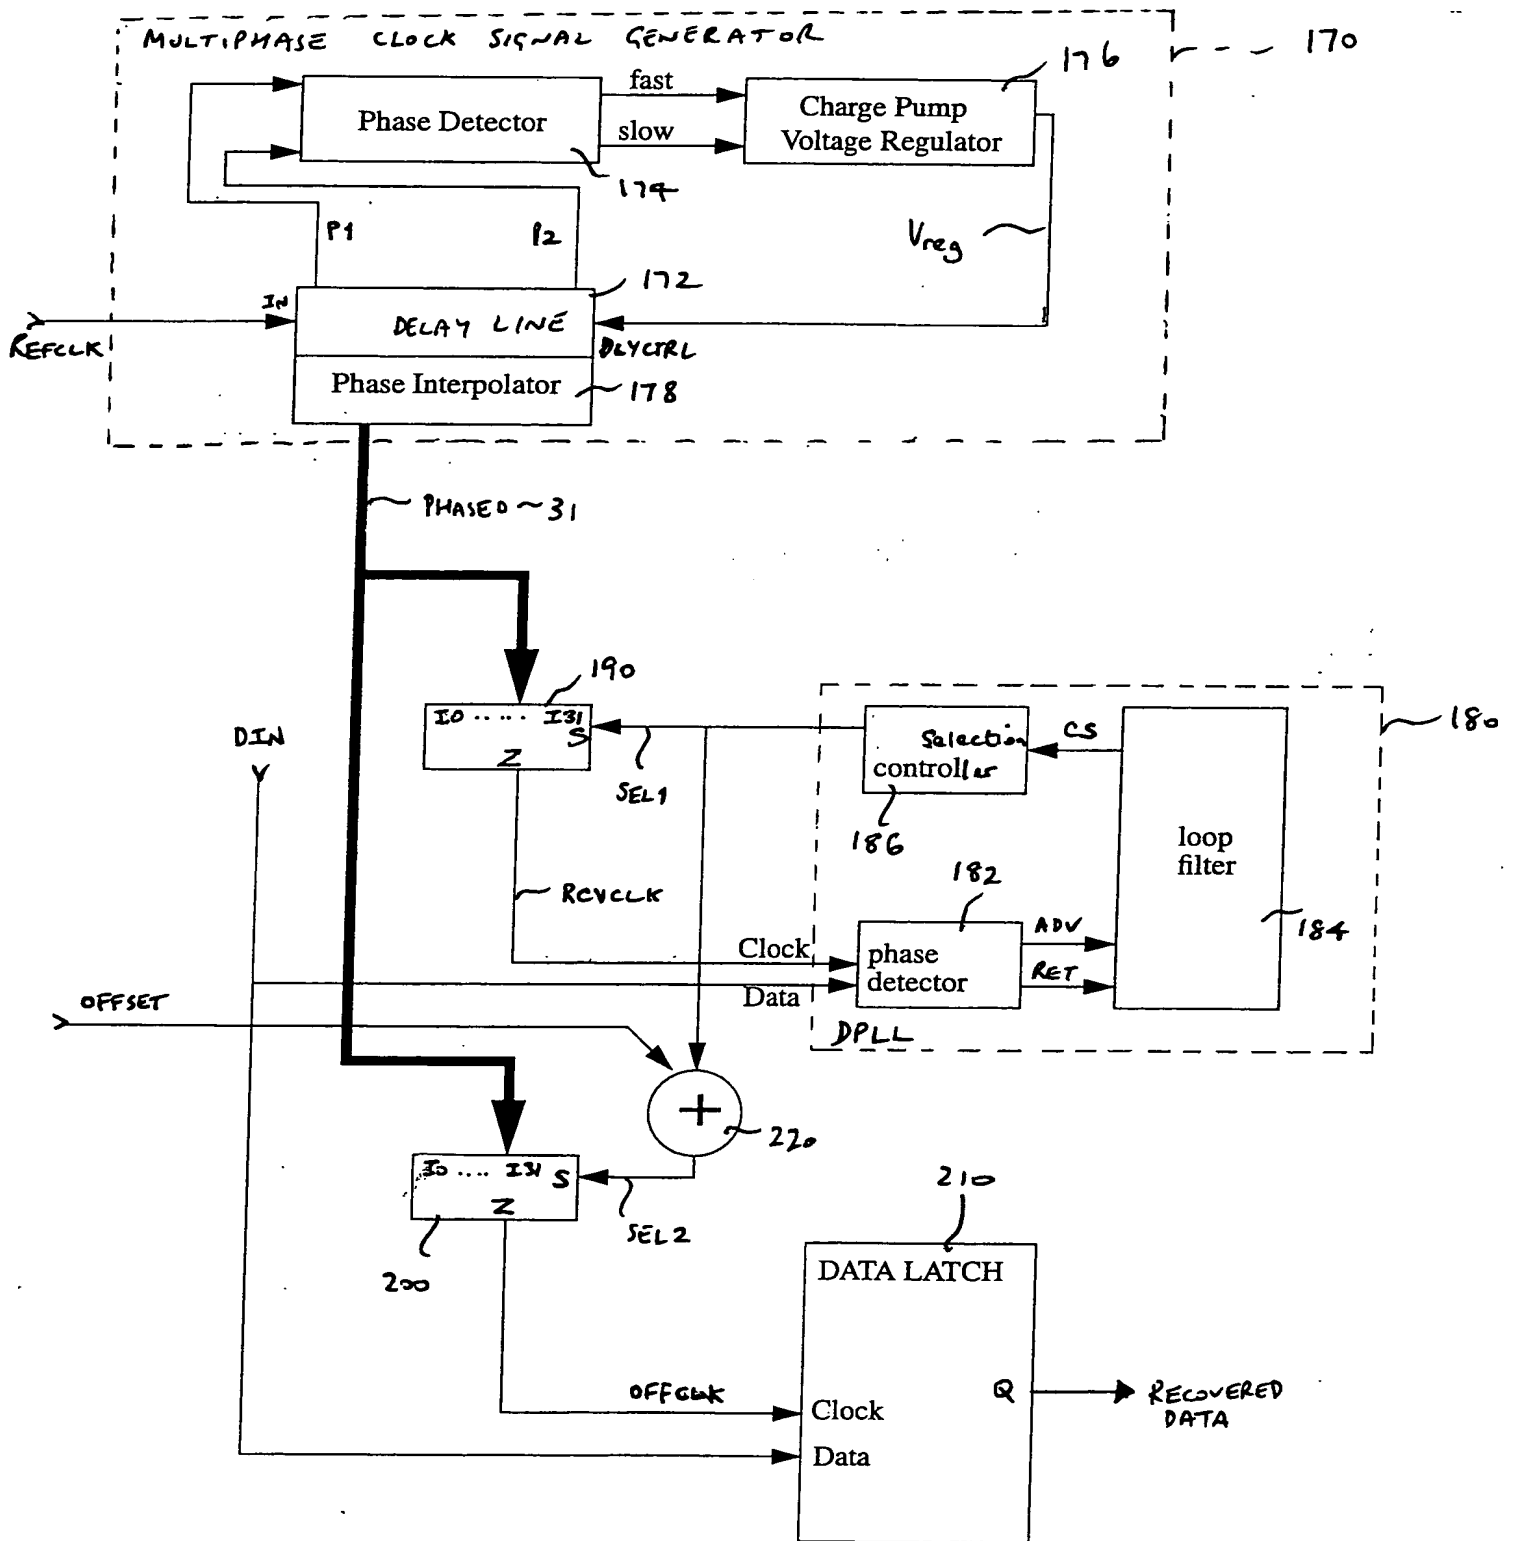 MULTIPHASE CLOCK SIGNAL GENERATOR
170
176
Phase Detector
fast
slow
Charge Pump
Voltage Regulator
174
P1
P2
Vreg
172
IN
DELAY LINE
REFCLK
DLYCTRL
Phase Interpolator
178
PHASE0~31
190
I0 ..... I31
S
Z
SEL1
DIN
Selection
controller
CS
180
186
loop
filter
182
RCVCLK
184
Clock
phase
detector
ADV
RET
Data
OFFSET
DPLL
+
220
I0 .... I31 S
Z
SEL2
210
200
DATA LATCH
OFFCLK
Clock
Q
RECOVERED
DATA
Data